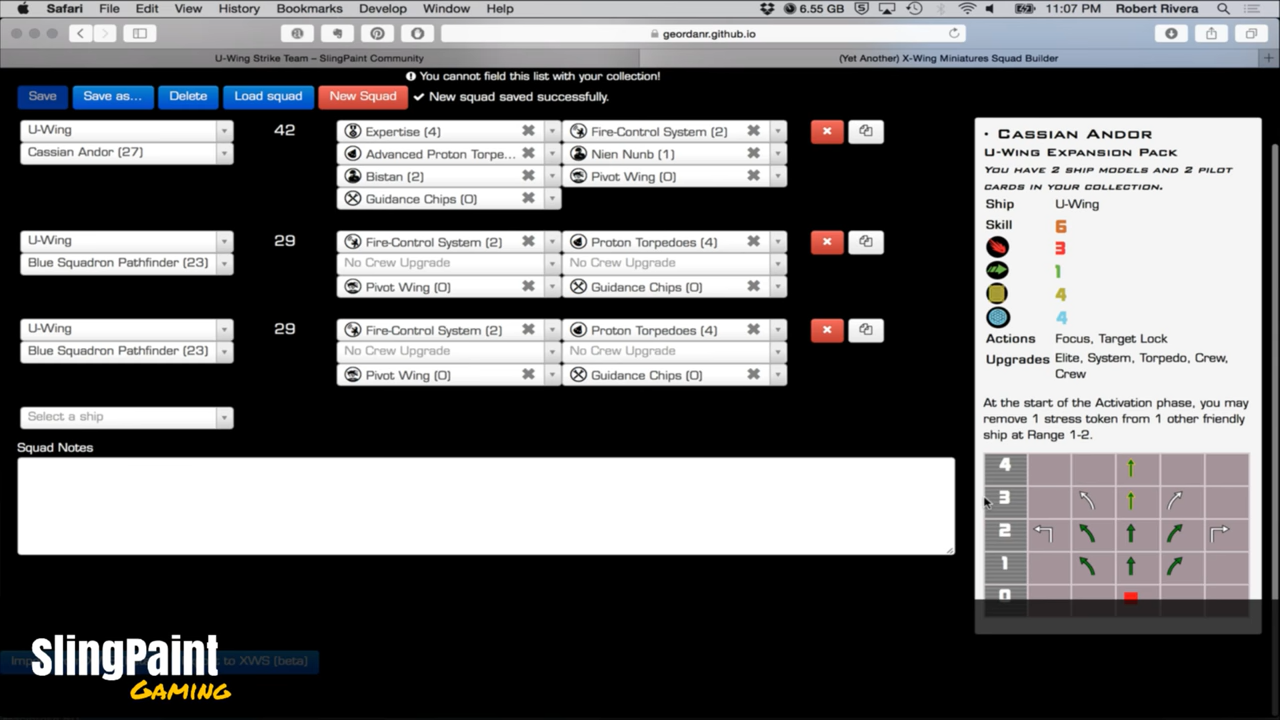 Safari File Edit View History Bookmarks Develop Window Help 6.55 GB 11:07 PM Robert Rivera
geordanr.github.io
U-Wing Strike Team – SlingPaint Community (Yet Another) X-Wing Miniatures Squad Builder
You cannot field this list with your collection!
Save Save as... Delete Load squad New Squad New squad saved successfully.
U-Wing 42 Expertise (4) Fire-Control System (2)
Cassian Andor (27) Advanced Proton Torpe... Nien Nunb (1)
Bistan (2) Pivot Wing (0)
Guidance Chips (0)
U-Wing 29 Fire-Control System (2) Proton Torpedoes (4)
Blue Squadron Pathfinder (23) No Crew Upgrade No Crew Upgrade
Pivot Wing (0) Guidance Chips (0)
U-Wing 29 Fire-Control System (2) Proton Torpedoes (4)
Blue Squadron Pathfinder (23) No Crew Upgrade No Crew Upgrade
Pivot Wing (0) Guidance Chips (0)
Select a ship
Squad Notes
· Cassian Andor
U-Wing Expansion Pack
You have 2 ship models and 2 pilot
cards in your collection.
Ship U-Wing
Skill 6
3
1
4
4
Actions Focus, Target Lock
Upgrades Elite, System, Torpedo, Crew,
Crew
At the start of the Activation phase, you may
remove 1 stress token from 1 other friendly
ship at Range 1-2.
4
3
2
1
0
to XWS (beta)
SlingPaint
Gaming